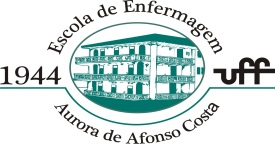 Escola de Enfermagem
1944 uff
Aurora de Afonso Costa